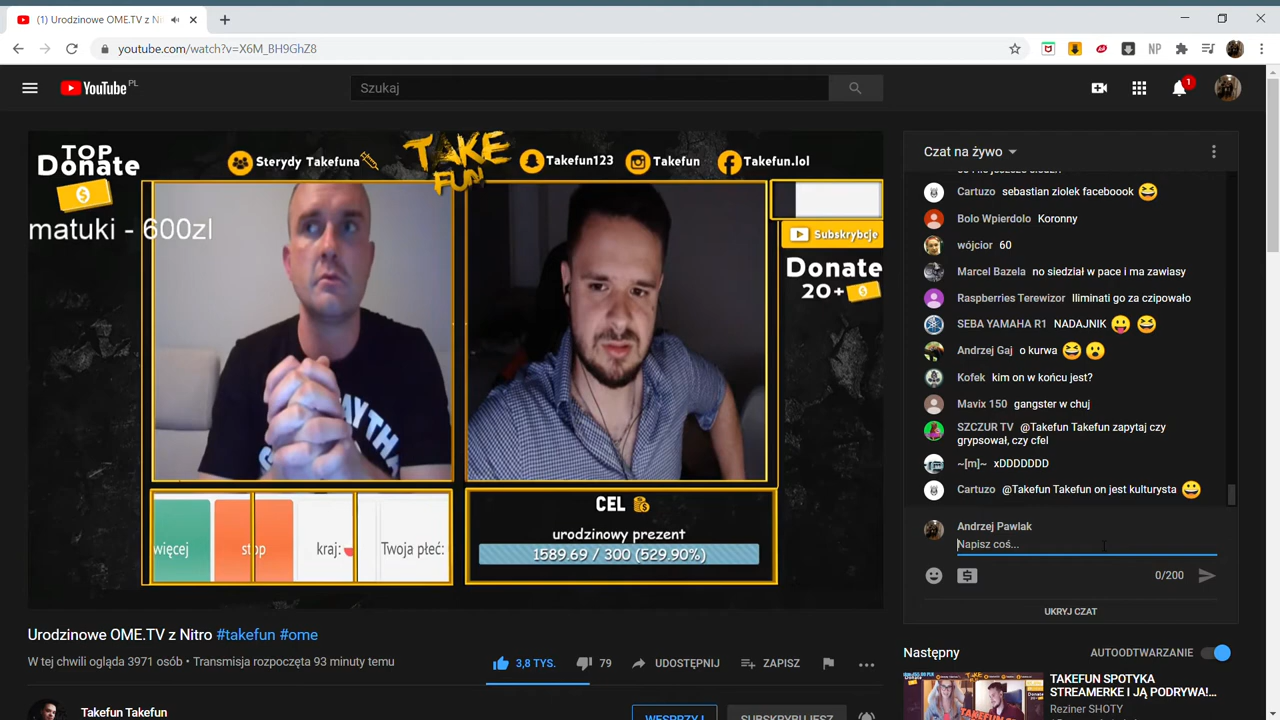 (1) Urodzinowe OME.TV z Ni
youtube.com/watch?v=X6M_BH9GhZ8
NP
YouTube PL
Szukaj
1
TOP
Donate
matuki - 600zl
Sterydy Takefuna
TAKE
FUN
Takefun123
Takefun
Takefun.lol
Subskrybcje
Donate
20+
więcej
stop
kraj:
Twoja płeć:
CEL
urodzinowy prezent
1589.69 / 300 (529.90%)
Urodzinowe OME.TV z Nitro #takefun #ome
W tej chwili ogląda 3971 osób • Transmisja rozpoczęta 93 minuty temu
3,8 TYS.
79
UDOSTĘPNIJ
ZAPISZ
Takefun Takefun
WESPRZYJ
SUBSKRYBUJESZ
Czat na żywo
Cartuzo sebastian ziolek faceboook
Bolo Wpierdolo Koronny
wójcior 60
Marcel Bazela no siedział w pace i ma zawiasy
Raspberries Terewizor Iliminati go za czipowało
SEBA YAMAHA R1 NADAJNIK
Andrzej Gaj o kurwa
Kofek kim on w końcu jest?
Mavix 150 gangster w chuj
SZCZUR TV @Takefun Takefun zapytaj czy
grypsował, czy cfel
~[m]~ xDDDDDDD
Cartuzo @Takefun Takefun on jest kulturysta
Andrzej Pawlak
Napisz coś...
0/200
UKRYJ CZAT
Następny
AUTOODTWARZANIE
TAKEFUN SPOTYKA
STREAMERKE I JĄ PODRYWA!...
Reziner SHOTY